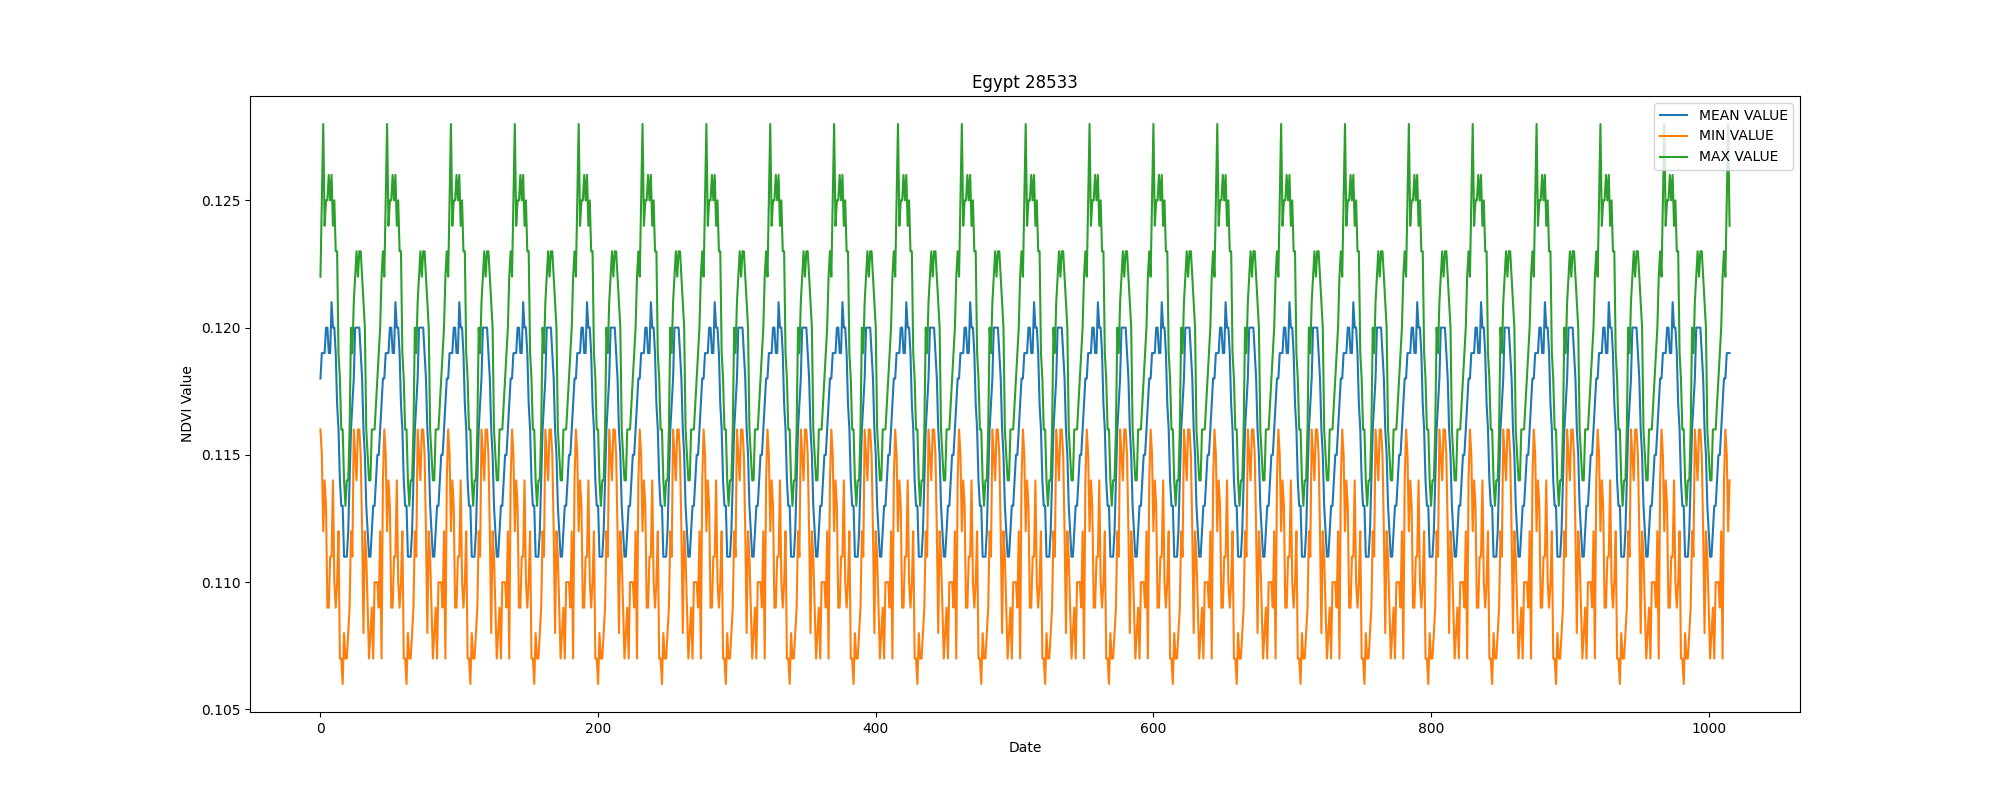 Egypt 28533
MEAN VALUE
MIN VALUE
MAX VALUE
NDVI Value
0.125
0.120
0.115
0.110
0.105
0 200 400 600 800 1000
Date